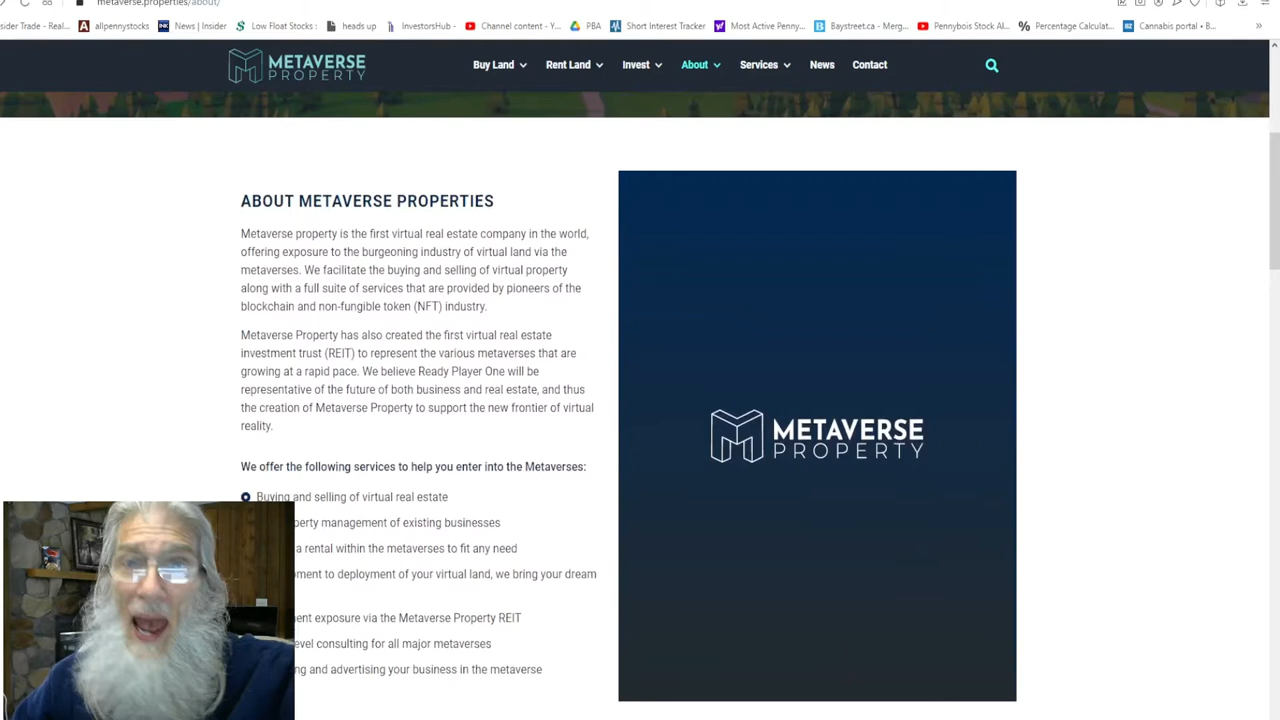 metaverse.properties/about/
sider Trade - Real... allpennystocks News | Insider Low Float Stocks : heads up InvestorsHub - Channel content - Y... PBA Short Interest Tracker Most Active Penny... Baystreet.ca - Merg... Pennybois Stock Al... Percentage Calculat... Cannabis portal • B... »
METAVERSE
PROPERTY
Buy Land Rent Land Invest About Services News Contact
ABOUT METAVERSE PROPERTIES
Metaverse property is the first virtual real estate company in the world,
offering exposure to the burgeoning industry of virtual land via the
metaverses. We facilitate the buying and selling of virtual property
along with a full suite of services that are provided by pioneers of the
blockchain and non-fungible token (NFT) industry.
Metaverse Property has also created the first virtual real estate
investment trust (REIT) to represent the various metaverses that are
growing at a rapid pace. We believe Ready Player One will be
representative of the future of both business and real estate, and thus
the creation of Metaverse Property to support the new frontier of virtual
reality.
We offer the following services to help you enter into the Metaverses:
Buying and selling of virtual real estate
perty management of existing businesses
a rental within the metaverses to fit any need
pment to deployment of your virtual land, we bring your dream
ent exposure via the Metaverse Property REIT
evel consulting for all major metaverses
ng and advertising your business in the metaverse
METAVERSE
PROPERTY